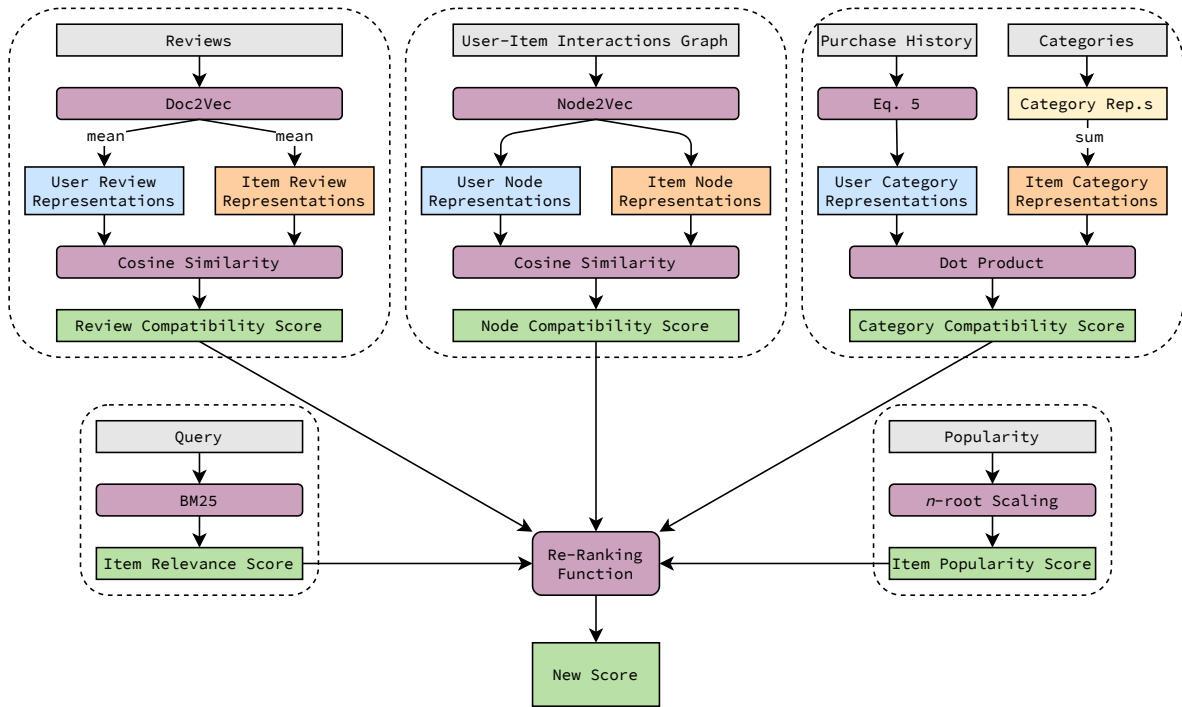 Reviews
Doc2Vec
mean
mean
User Review
Representations
Item Review
Representations
Cosine Similarity
Review Compatibility Score
User-Item Interactions Graph
Node2Vec
User Node
Representations
Item Node
Representations
Cosine Similarity
Node Compatibility Score
Purchase History
Categories
Eq. 5
Category Rep.s
sum
User Category
Representations
Item Category
Representations
Dot Product
Category Compatibility Score
Query
BM25
Item Relevance Score
Popularity
n-root Scaling
Item Popularity Score
Re-Ranking
Function
New Score